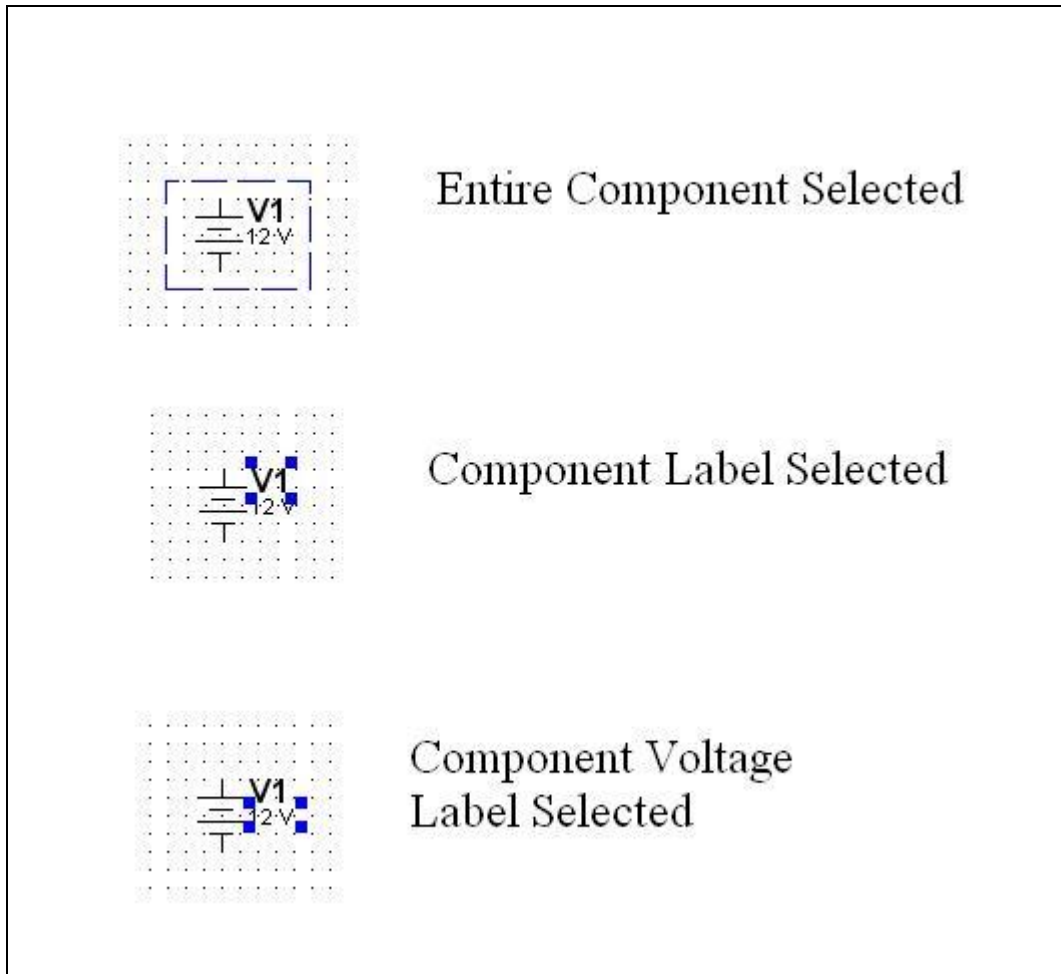 Entire Component Selected
V1
12 V
Component Label Selected
V1
12 V
Component Voltage
Label Selected
V1
12 V